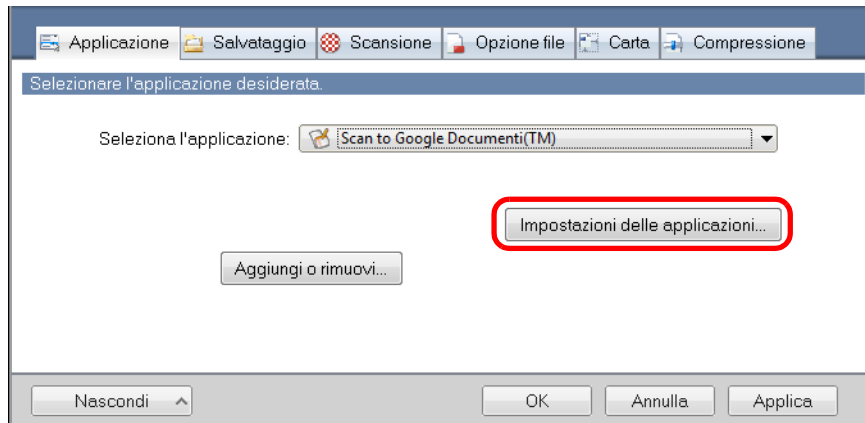 Applicazione Salvataggio Scansione Opzione file Carta Compressione
Selezionare l'applicazione desiderata.
Seleziona l'applicazione: Scan to Google Documenti(TM)
Impostazioni delle applicazioni...
Aggiungi o rimuovi...
Nascondi OK Annulla Applica